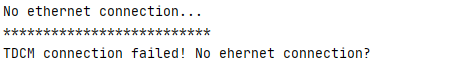 No ethernet connection...
**************************
TDCM connection failed! No ehernet connection?